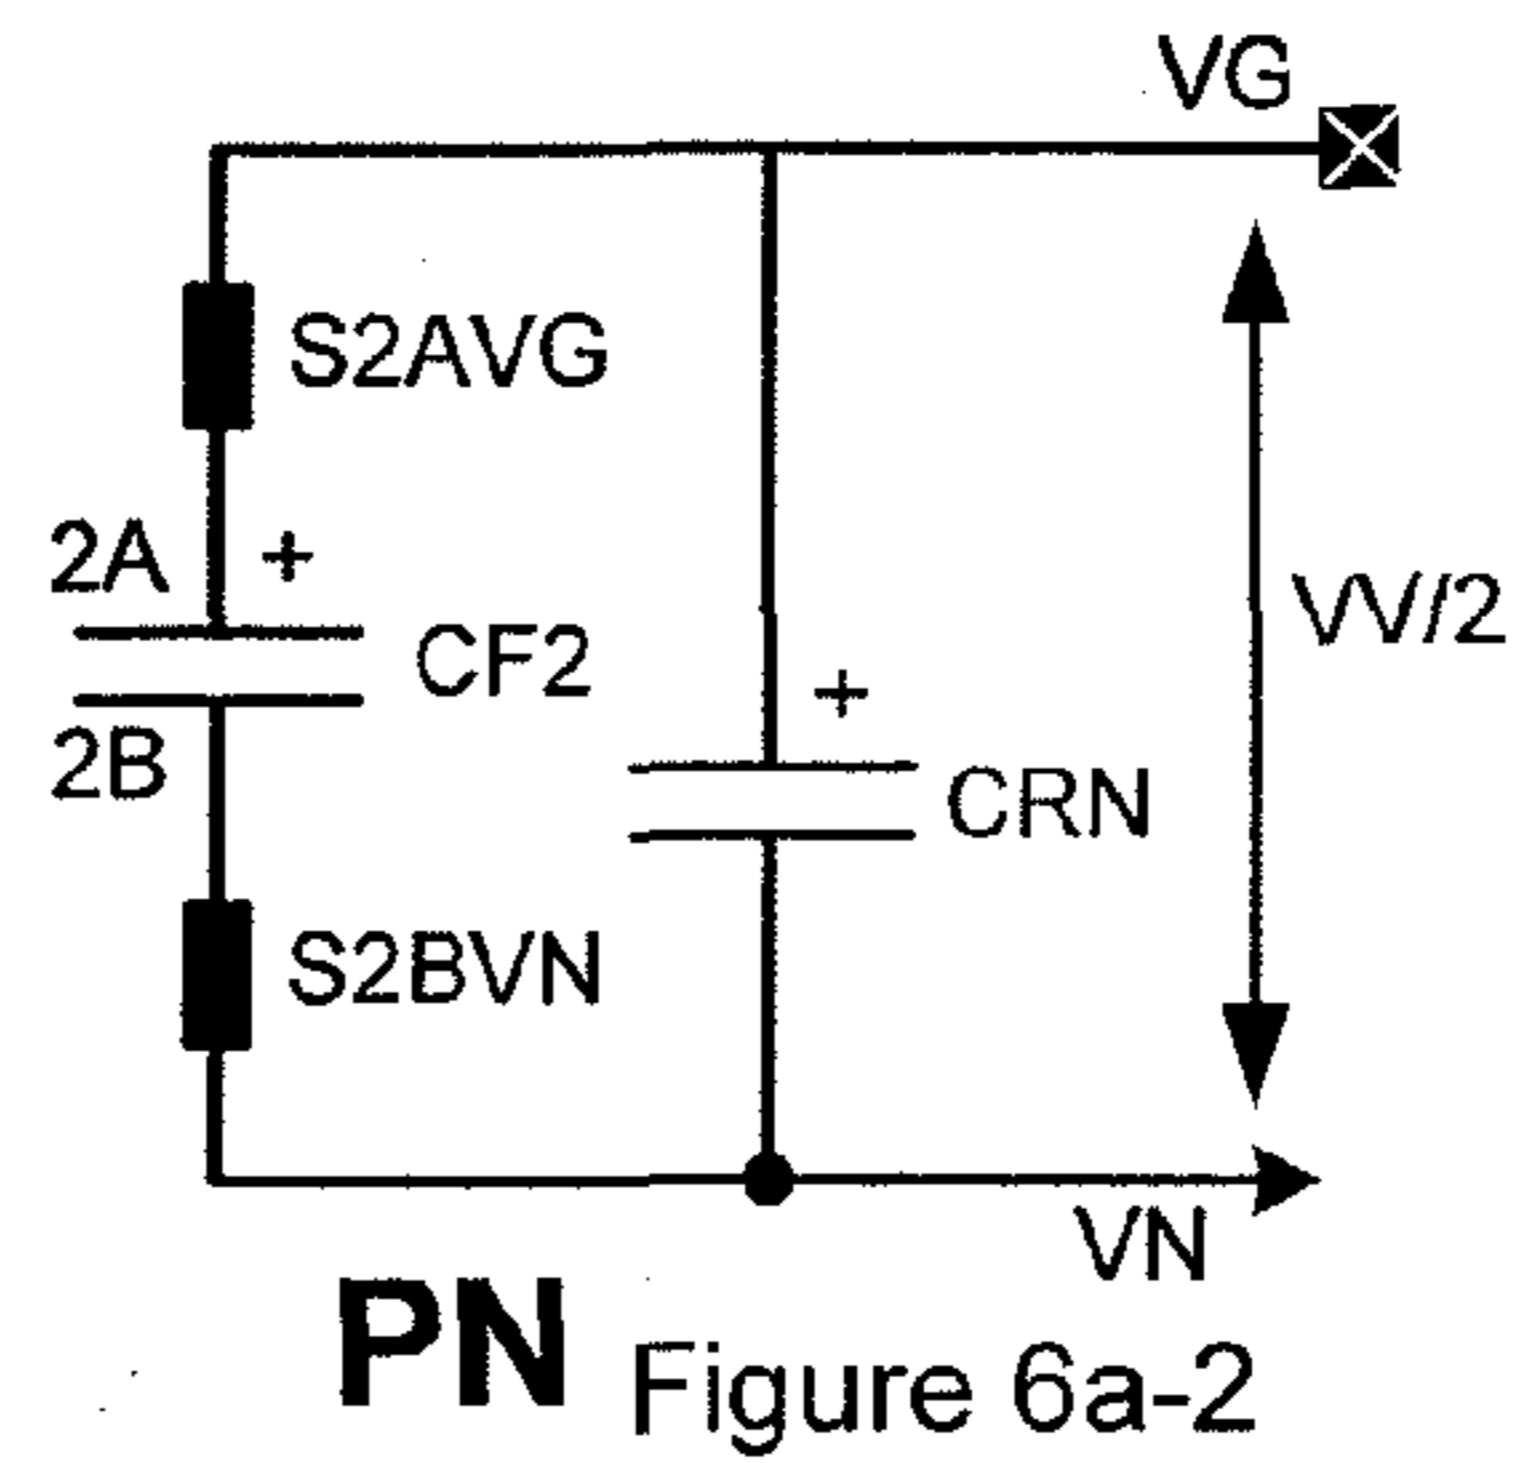 VG
S2AVG
2A +
CF2
VV/2
+
2B
CRN
S2BVN
VN
PN Figure 6a-2